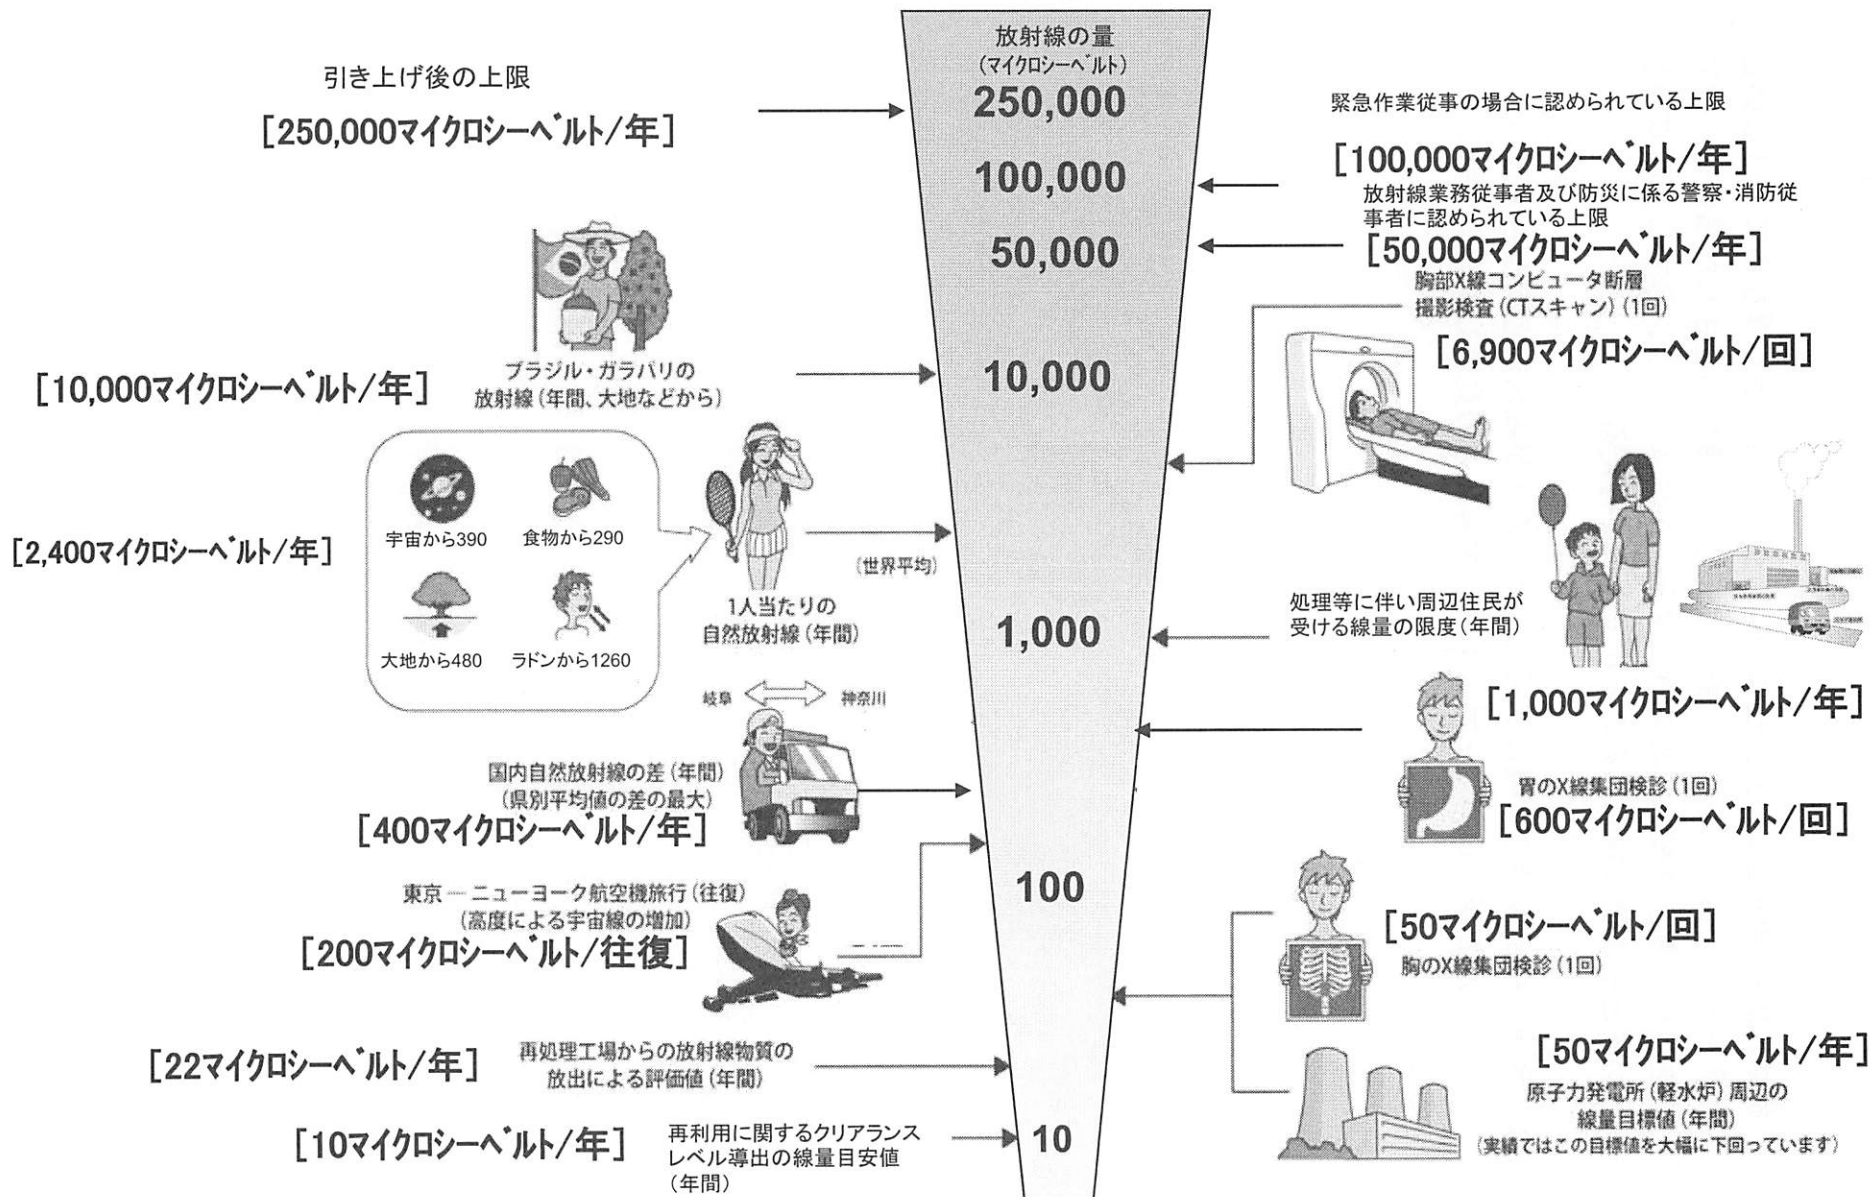 放射線の量
(マイクロシーベルト)
250,000
100,000
50,000
10,000
1,000
100
10
引き上げ後の上限
[250,000マイクロシーベルト/年]
ブラジル・ガラパリの
放射線(年間、大地などから)
[10,000マイクロシーベルト/年]
宇宙から390
食物から290
大地から480
ラドンから1260
[2,400マイクロシーベルト/年]
(世界平均)
1人当たりの
自然放射線(年間)
岐阜
神奈川
国内自然放射線の差(年間)
(県別平均値の差の最大)
[400マイクロシーベルト/年]
東京―ニューヨーク航空機旅行(往復)
(高度による宇宙線の増加)
[200マイクロシーベルト/往復]
[22マイクロシーベルト/年]
再処理工場からの放射線物質の
放出による評価値(年間)
[10マイクロシーベルト/年]
再利用に関するクリアランス
レベル導出の線量目安値
(年間)
緊急作業従事の場合に認められている上限
[100,000マイクロシーベルト/年]
放射線業務従事者及び防災に係る警察・消防従
事者に認められている上限
[50,000マイクロシーベルト/年]
胸部X線コンピュータ断層
撮影検査(CTスキャン)(1回)
[6,900マイクロシーベルト/回]
処理等に伴い周辺住民が
受ける線量の限度(年間)
[1,000マイクロシーベルト/年]
胃のX線集団検診(1回)
[600マイクロシーベルト/回]
[50マイクロシーベルト/回]
胸のX線集団検診(1回)
[50マイクロシーベルト/年]
原子力発電所(軽水炉)周辺の
線量目標値(年間)
(実績ではこの目標値を大幅に下回っています)